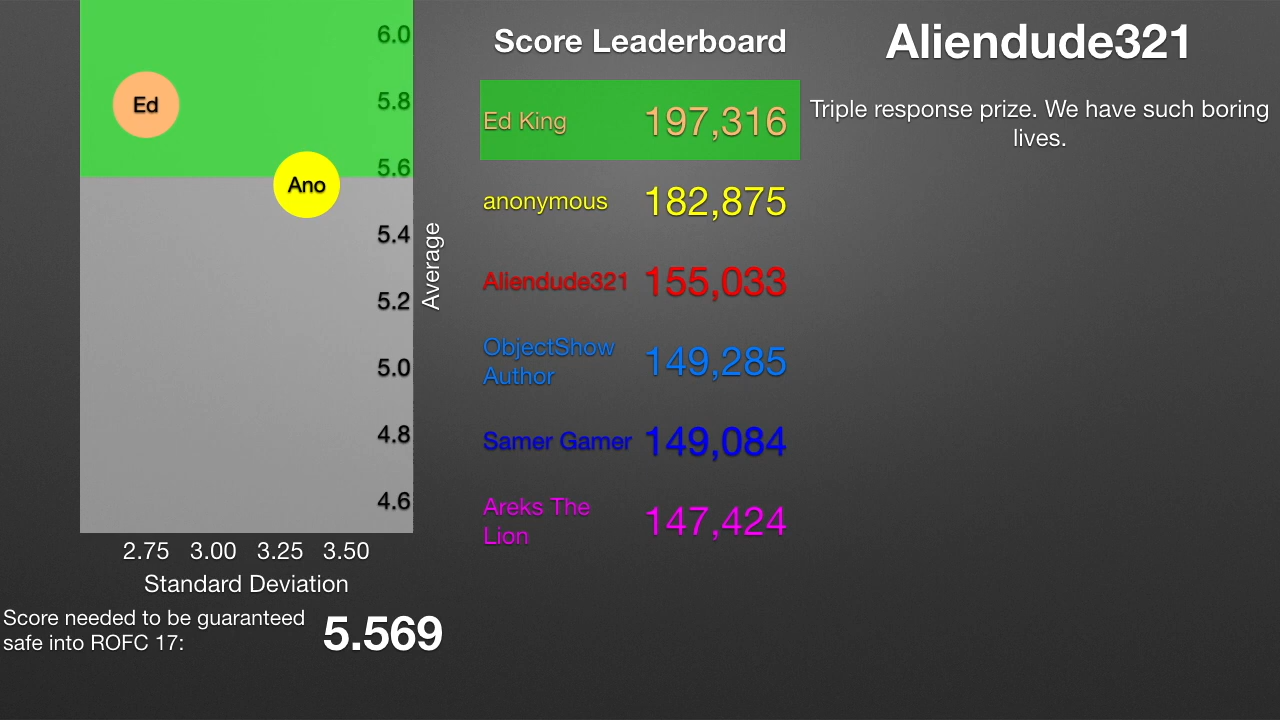 6.0
5.8
5.6
5.4
5.2
5.0
4.8
4.6
Ed
Ano
Average
2.75 3.00 3.25 3.50
Standard Deviation
Score needed to be guaranteed
safe into ROFC 17:
5.569
Score Leaderboard
Ed King 197,316
anonymous 182,875
Aliendude321 155,033
ObjectShow
Author
149,285
Samer Gamer 149,084
Areks The
Lion
147,424
Aliendude321
Triple response prize. We have such boring
lives.